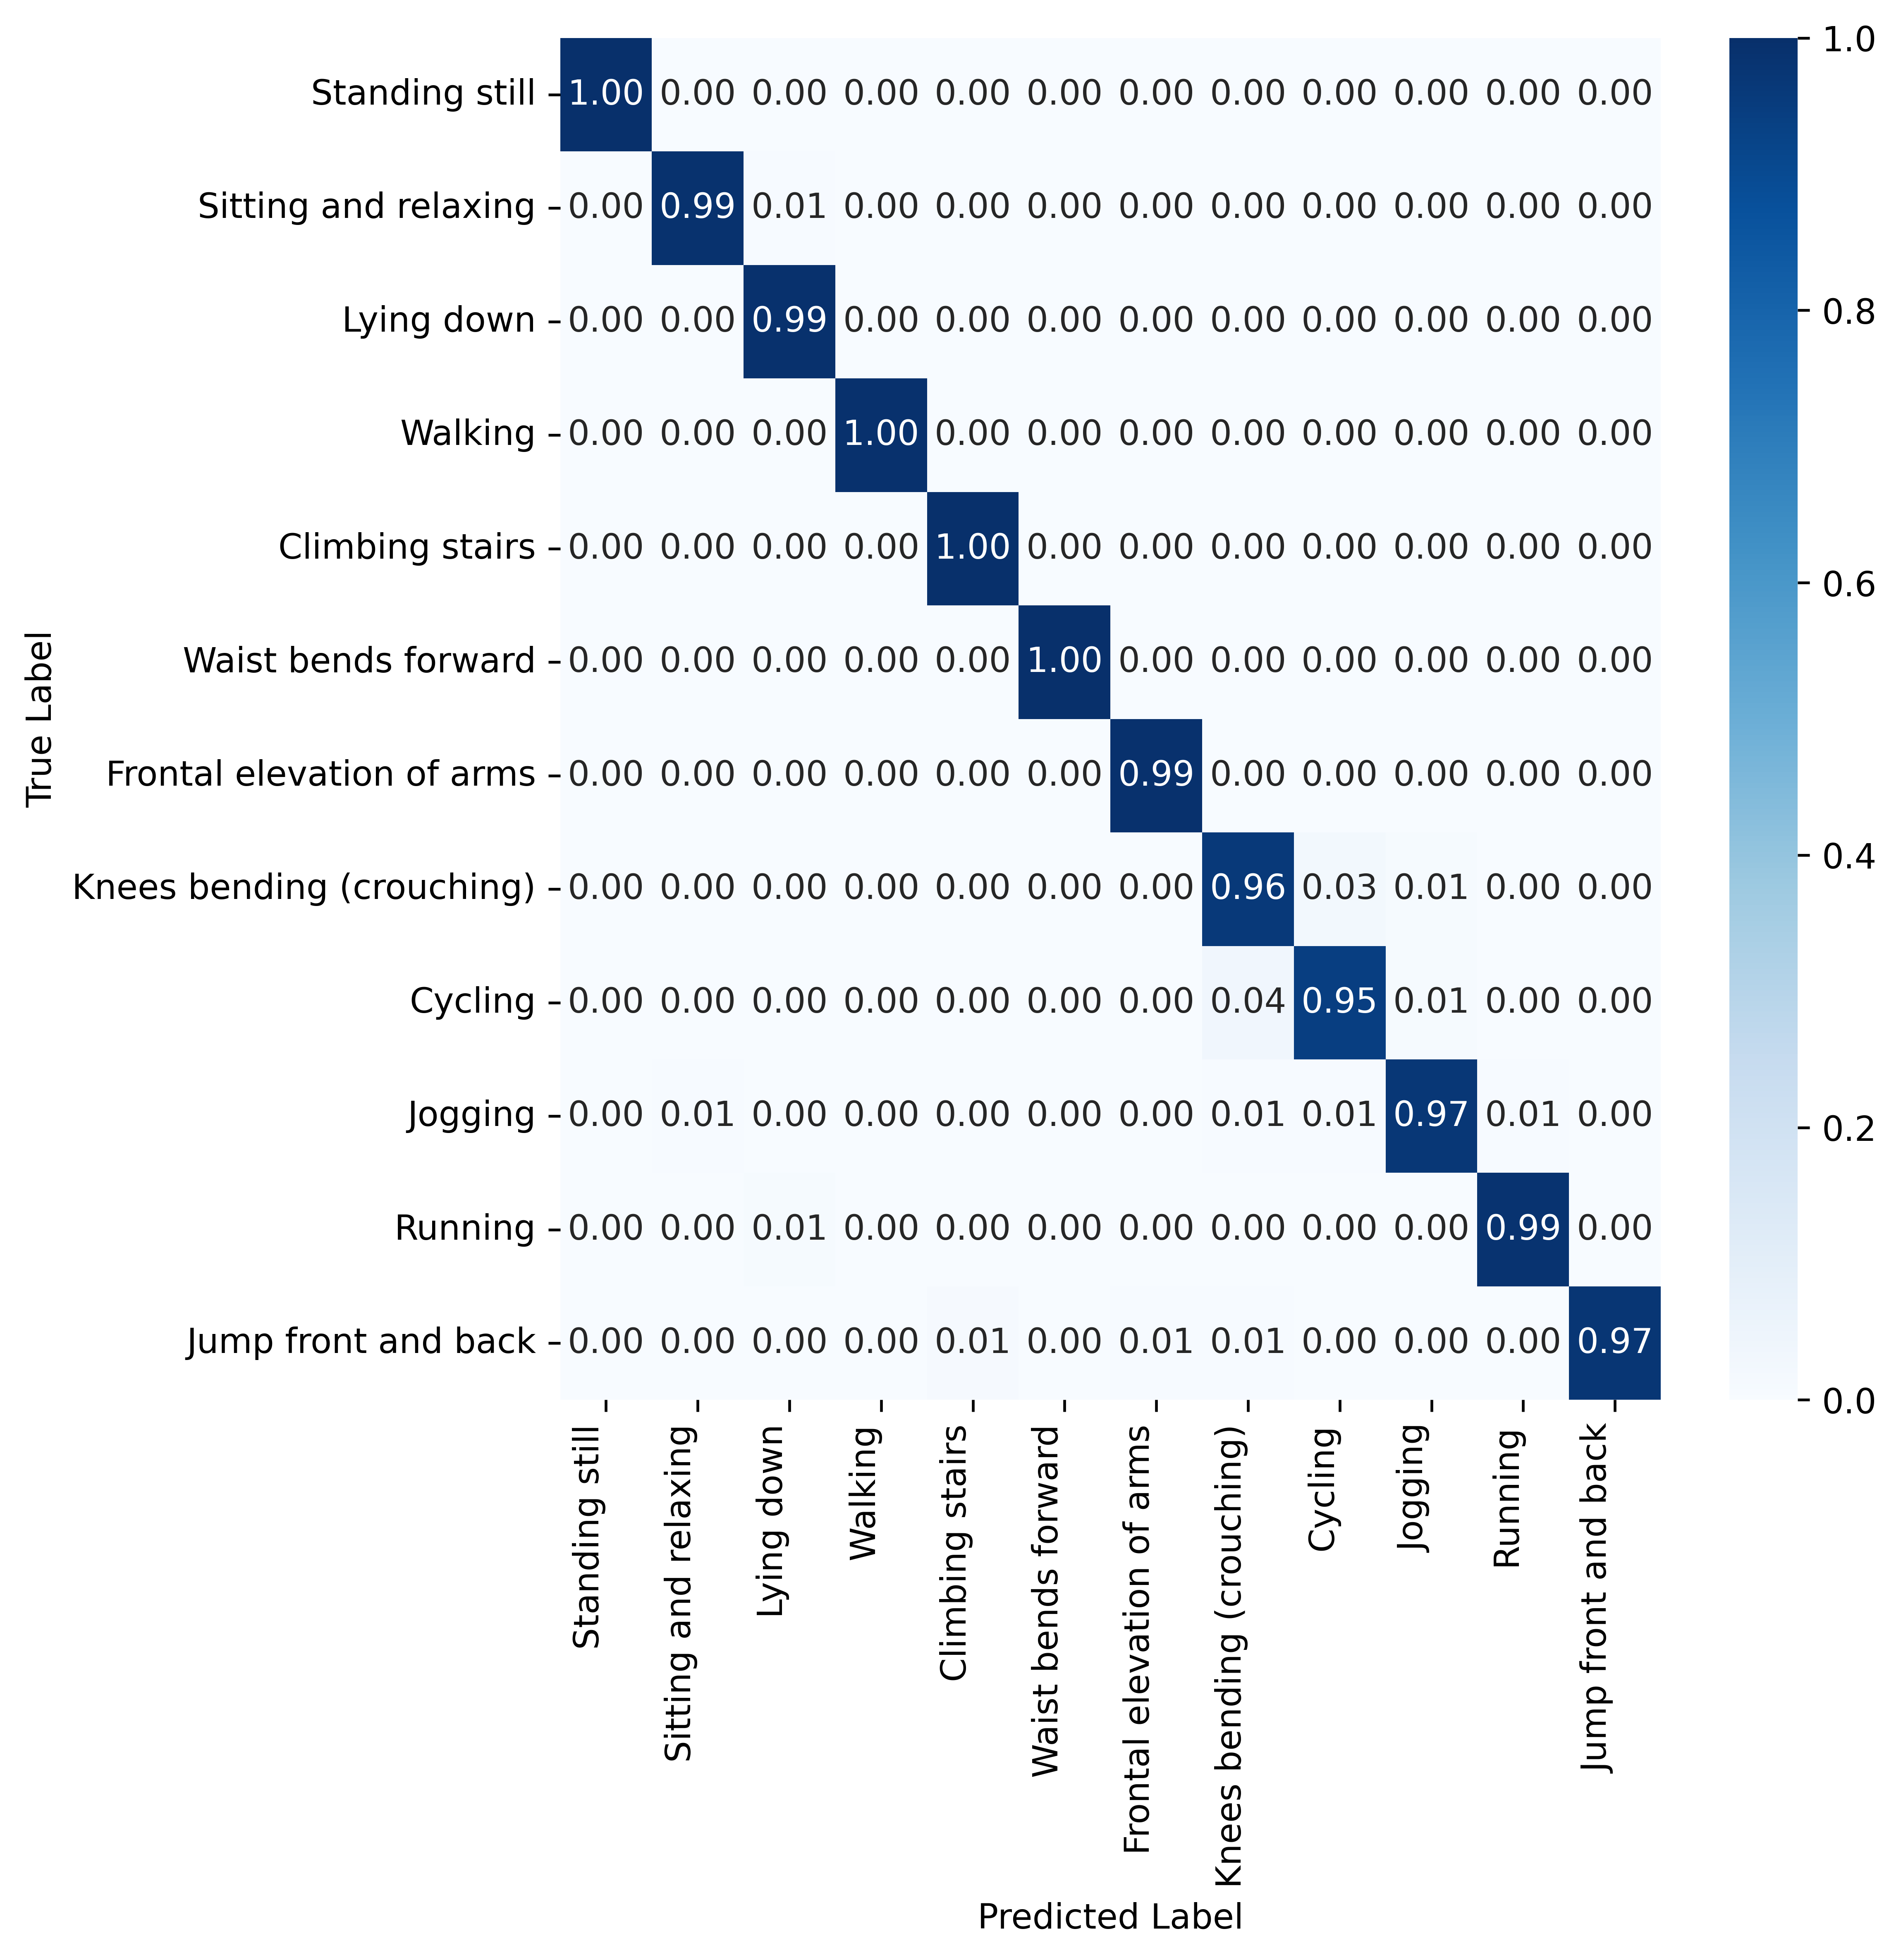 Standing still 1.00 0.00 0.00 0.00 0.00 0.00 0.00 0.00 0.00 0.00 0.00 0.00
Sitting and relaxing 0.00 0.99 0.01 0.00 0.00 0.00 0.00 0.00 0.00 0.00 0.00 0.00
Lying down 0.00 0.00 0.99 0.00 0.00 0.00 0.00 0.00 0.00 0.00 0.00 0.00
Walking 0.00 0.00 0.00 1.00 0.00 0.00 0.00 0.00 0.00 0.00 0.00 0.00
Climbing stairs 0.00 0.00 0.00 0.00 1.00 0.00 0.00 0.00 0.00 0.00 0.00 0.00
Waist bends forward 0.00 0.00 0.00 0.00 0.00 1.00 0.00 0.00 0.00 0.00 0.00 0.00
Frontal elevation of arms 0.00 0.00 0.00 0.00 0.00 0.00 0.99 0.00 0.00 0.00 0.00 0.00
Knees bending (crouching) 0.00 0.00 0.00 0.00 0.00 0.00 0.00 0.96 0.03 0.01 0.00 0.00
Cycling 0.00 0.00 0.00 0.00 0.00 0.00 0.00 0.04 0.95 0.01 0.00 0.00
Jogging 0.00 0.01 0.00 0.00 0.00 0.00 0.00 0.01 0.01 0.97 0.01 0.00
Running 0.00 0.00 0.01 0.00 0.00 0.00 0.00 0.00 0.00 0.00 0.99 0.00
Jump front and back 0.00 0.00 0.00 0.00 0.01 0.00 0.01 0.01 0.00 0.00 0.00 0.97
True Label
Standing still
Sitting and relaxing
Lying down
Walking
Climbing stairs
Waist bends forward
Frontal elevation of arms
Knees bending (crouching)
Cycling
Jogging
Running
Jump front and back
Predicted Label
1.0
0.8
0.6
0.4
0.2
0.0